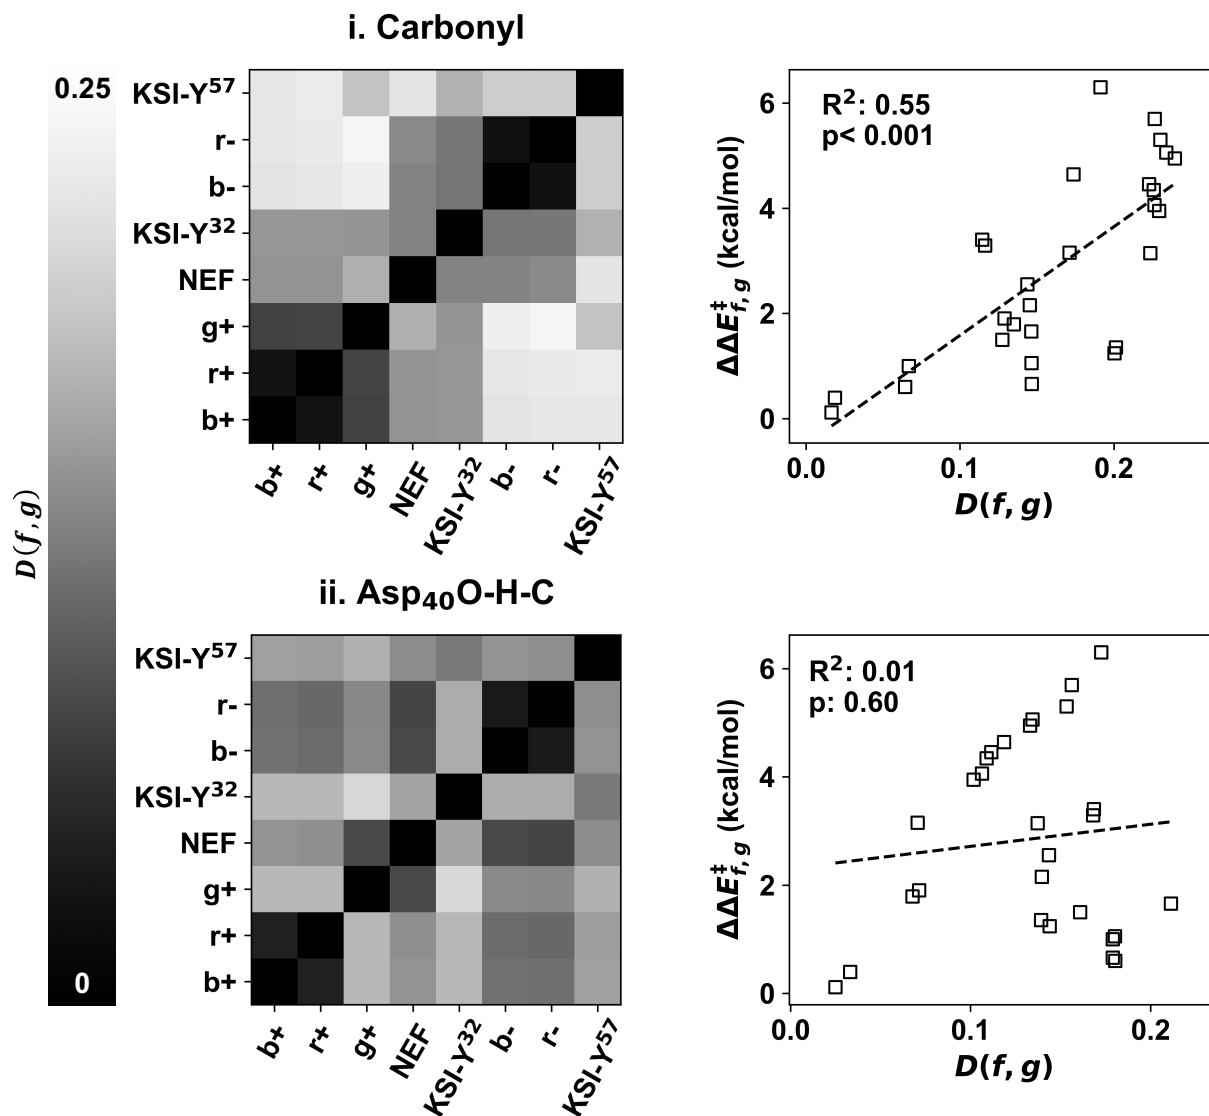 i. Carbonyl
0.25
0
D(f,g)
KSI-Y⁵⁷
r-
b-
KSI-Y³²
NEF
g+
r+
b+
b+ r+ g+ NEF KSI-Y³² b- r- KSI-Y⁵⁷
R²: 0.55
p< 0.001
ΔΔE‡f, g (kcal/mol)
6
4
2
0
0.0 0.1 0.2
D(f, g)
ii. Asp₄₀O-H-C
KSI-Y⁵⁷
r-
b-
KSI-Y³²
NEF
g+
r+
b+
b+ r+ g+ NEF KSI-Y³² b- r- KSI-Y⁵⁷
R²: 0.01
p: 0.60
ΔΔE‡f, g (kcal/mol)
6
4
2
0
0.0 0.1 0.2
D(f, g)